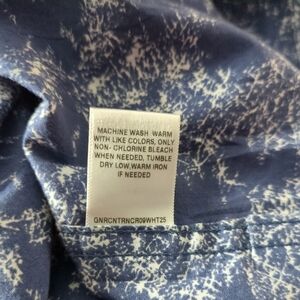 MACHINE WASH WARM
WITH LIKE COLORS, ONLY
NON- CHLORINE BLEACH
WHEN NEEDED, TUMBLE
DRY LOW,WARM IRON
IF NEEDED
GNRCNTRNCR09WHT25